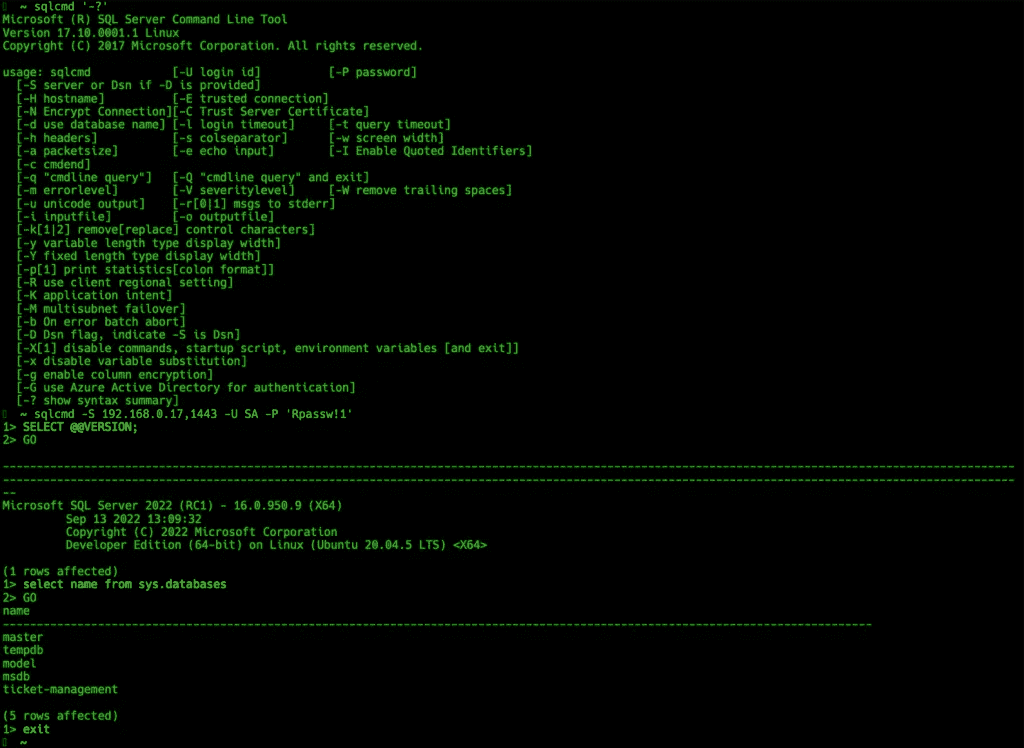 ~ sqlcmd '-?'
Microsoft (R) SQL Server Command Line Tool
Version 17.10.0001.1 Linux
Copyright (C) 2017 Microsoft Corporation. All rights reserved.

usage: sqlcmd            [-U login id]          [-P password]
  [-S server or Dsn if -D is provided]
  [-H hostname]          [-E trusted connection]
  [-N Encrypt Connection][-C Trust Server Certificate]
  [-d use database name] [-l login timeout]     [-t query timeout]
  [-h headers]           [-s colseparator]      [-w screen width]
  [-a packetsize]        [-e echo input]        [-I Enable Quoted Identifiers]
  [-c cmdend]
  [-q "cmdline query"]   [-Q "cmdline query" and exit]
  [-m errorlevel]        [-V severitylevel]     [-W remove trailing spaces]
  [-u unicode output]    [-r[0|1] msgs to stderr]
  [-i inputfile]         [-o outputfile]
  [-k[1|2] remove[replace] control characters]
  [-y variable length type display width]
  [-Y fixed length type display width]
  [-p[1] print statistics[colon format]]
  [-R use client regional setting]
  [-K application intent]
  [-M multisubnet failover]
  [-b On error batch abort]
  [-D Dsn flag, indicate -S is Dsn]
  [-X[1] disable commands, startup script, environment variables [and exit]]
  [-x disable variable substitution]
  [-g enable column encryption]
  [-G use Azure Active Directory for authentication]
  [-? show syntax summary]
~ sqlcmd -S 192.168.0.17,1443 -U SA -P 'Rpassw!1'
1> SELECT @@VERSION;
2> GO

Microsoft SQL Server 2022 (RC1) - 16.0.950.9 (X64)
        Sep 13 2022 13:09:32
        Copyright (C) 2022 Microsoft Corporation
        Developer Edition (64-bit) on Linux (Ubuntu 20.04.5 LTS) <X64>

(1 rows affected)
1> select name from sys.databases
2> GO
name
master
tempdb
model
msdb
ticket-management

(5 rows affected)
1> exit
~